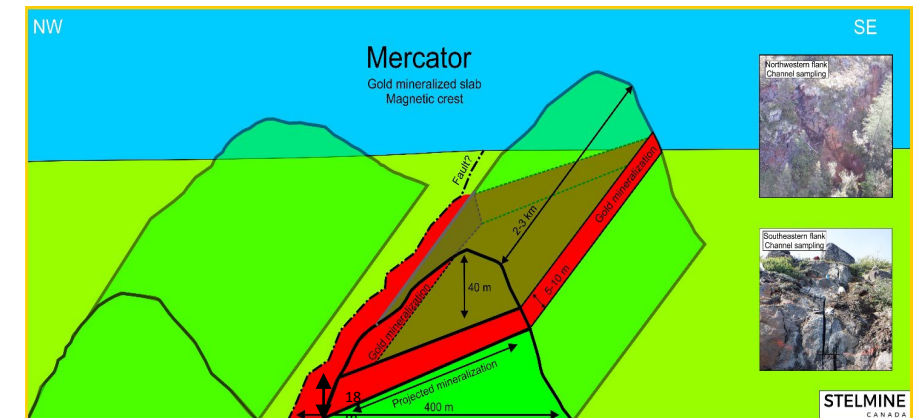 NW
SE
Mercator
Gold mineralized slab
Magnetic crest
Northwestern flank
Channel sampling
Fault?
Gold mineralization
2-3 km
Southeastern flank
Channel sampling
40 m
5-10 m
Gold mineralization
Projected mineralization
18
400 m
STELMINE
CANADA